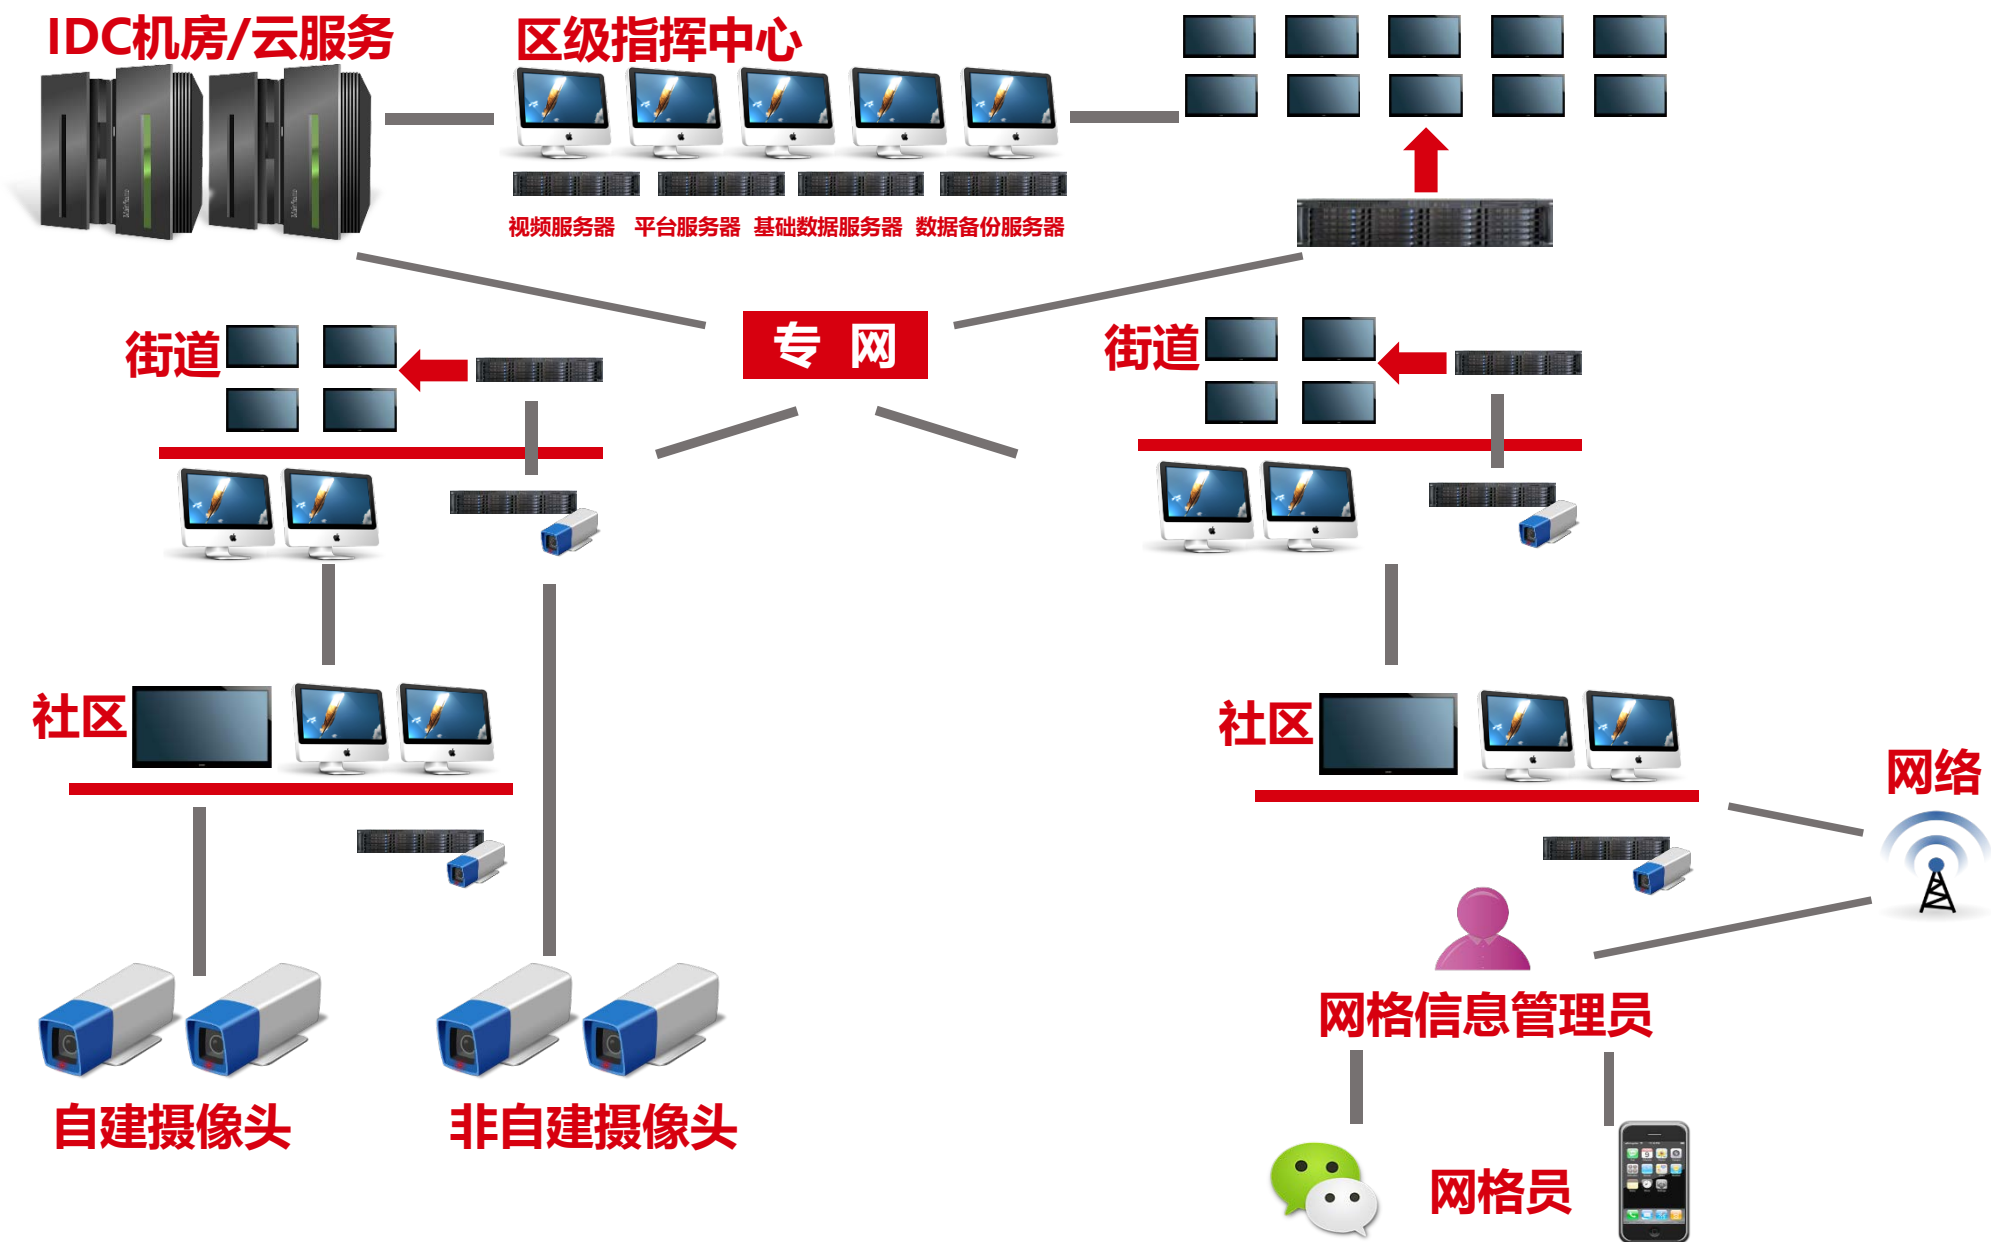 IDC机房/云服务
区级指挥中心
视频服务器
平台服务器
基础数据服务器
数据备份服务器
专 网
街道
街道
社区
社区
网络
网格信息管理员
自建摄像头
非自建摄像头
网格员